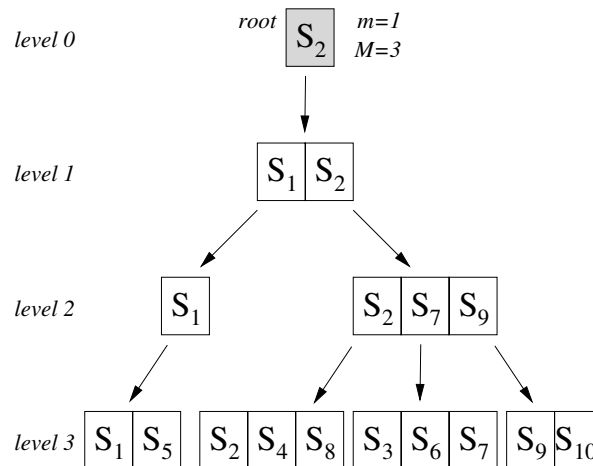 level 0 root S2 m=1
M=3
level 1 S1 S2
level 2 S1 S2 S7 S9
level 3 S1 S5 S2 S4 S8 S3 S6 S7 S9 S10